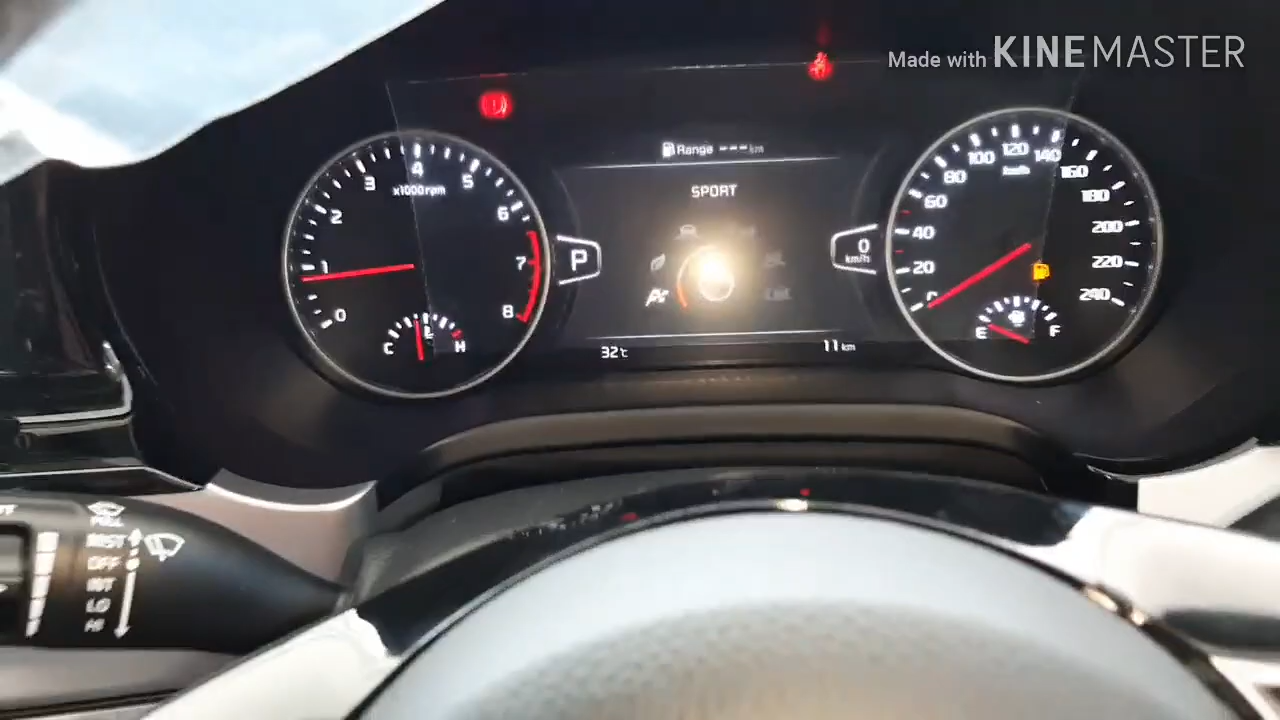 Made with KINEMASTER
Range ---km
SPORT
x1000rpm
0
1
2
3
4
5
6
7
8
C
H
P
0
km/h
20
40
60
80
100
120
140
160
180
200
220
240
km/h
E
F
32℃
11 km
MIST
OFF
INT
LO
HI